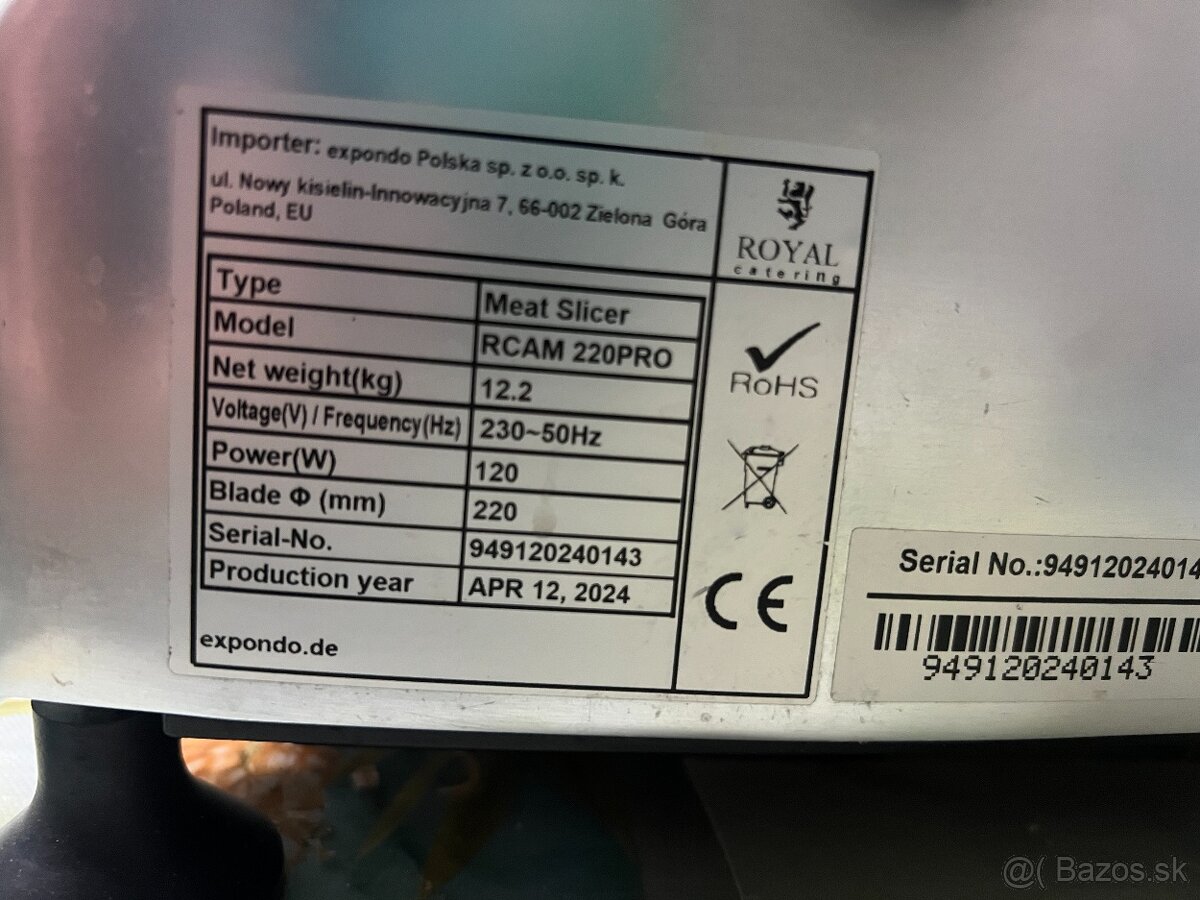 Importer: expondo Polska sp. z o.o. sp. k.
ul. Nowy kisielin-Innowacyjna 7, 66-002 Zielona Góra
Poland, EU
ROYAL
catering
Type Meat Slicer
Model RCAM 220PRO
Net weight(kg) 12.2
Voltage(V) / Frequency(Hz) 230~50Hz
Power(W) 120
Blade Φ (mm) 220
Serial-No. 949120240143
Production year APR 12, 2024
expondo.de
RoHS
CE
Serial No.:94912024014
949120240143
@( Bazos.sk